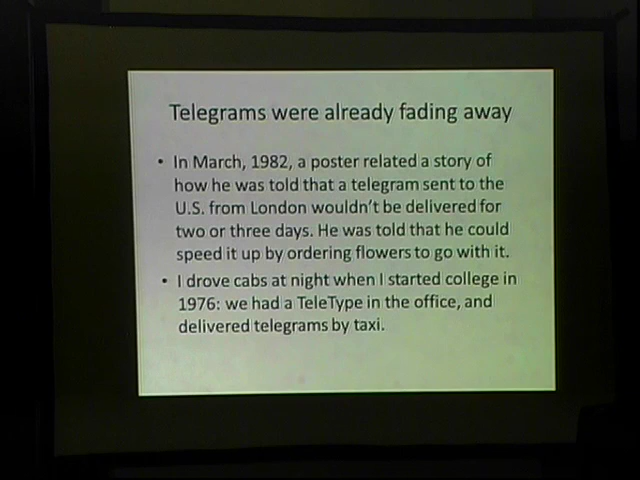 Telegrams were already fading away
• In March, 1982, a poster related a story of
how he was told that a telegram sent to the
U.S. from London wouldn't be delivered for
two or three days. He was told that he could
speed it up by ordering flowers to go with it.
• I drove cabs at night when I started college in
1976: we had a TeleType in the office, and
delivered telegrams by taxi.